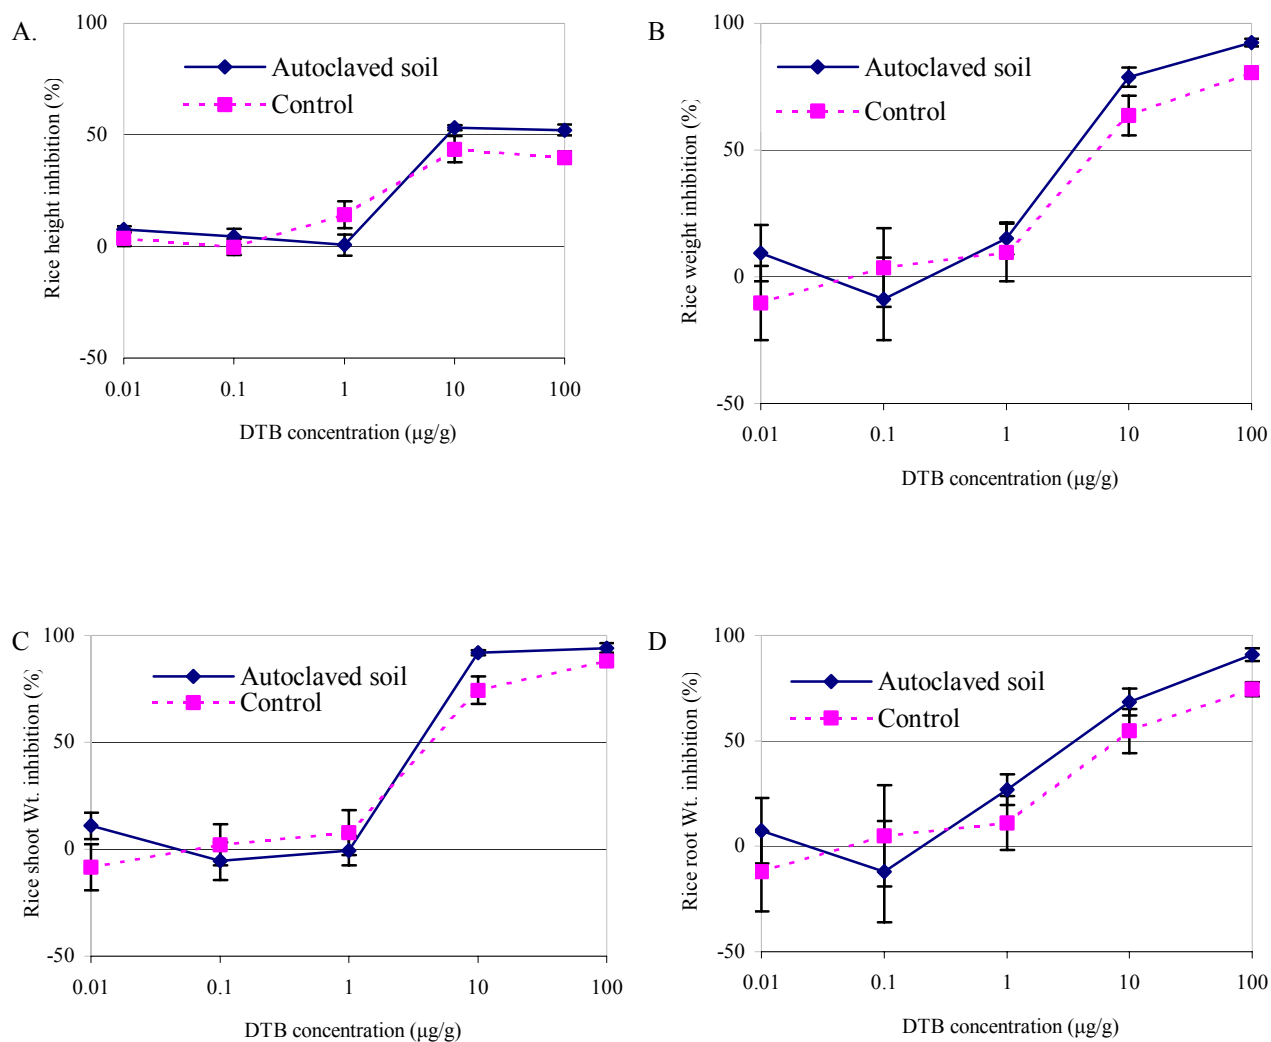 A.
Rice height inhibition (%)
100
50
0
-50
Autoclaved soil
Control
0.01 0.1 1 10 100
DTB concentration (μg/g)
B
Rice weight inhibition (%)
100
50
0
-50
Autoclaved soil
Control
0.01 0.1 1 10 100
DTB concentration (μg/g)
C
Rice shoot Wt. inhibition (%)
100
50
0
-50
Autoclaved soil
Control
0.01 0.1 1 10 100
DTB concentration (μg/g)
D
Rice root Wt. inhibition (%)
100
50
0
-50
Autoclaved soil
Control
0.01 0.1 1 10 100
DTB concentration (μg/g)